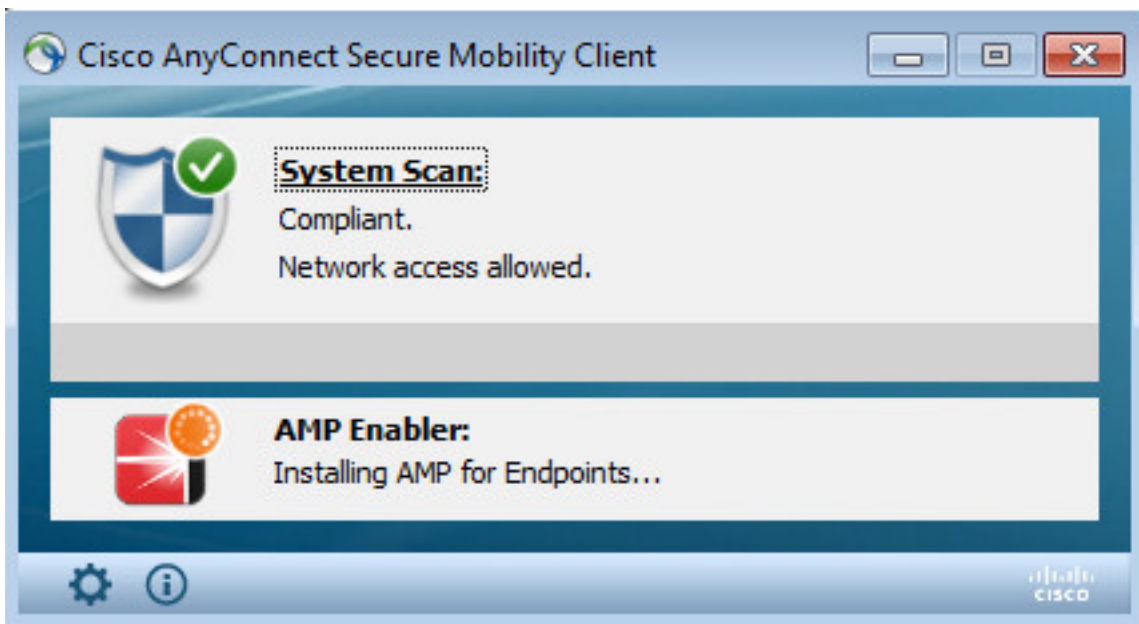 Cisco AnyConnect Secure Mobility Client
System Scan:
Compliant.
Network access allowed.
AMP Enabler:
Installing AMP for Endpoints...
CISCO